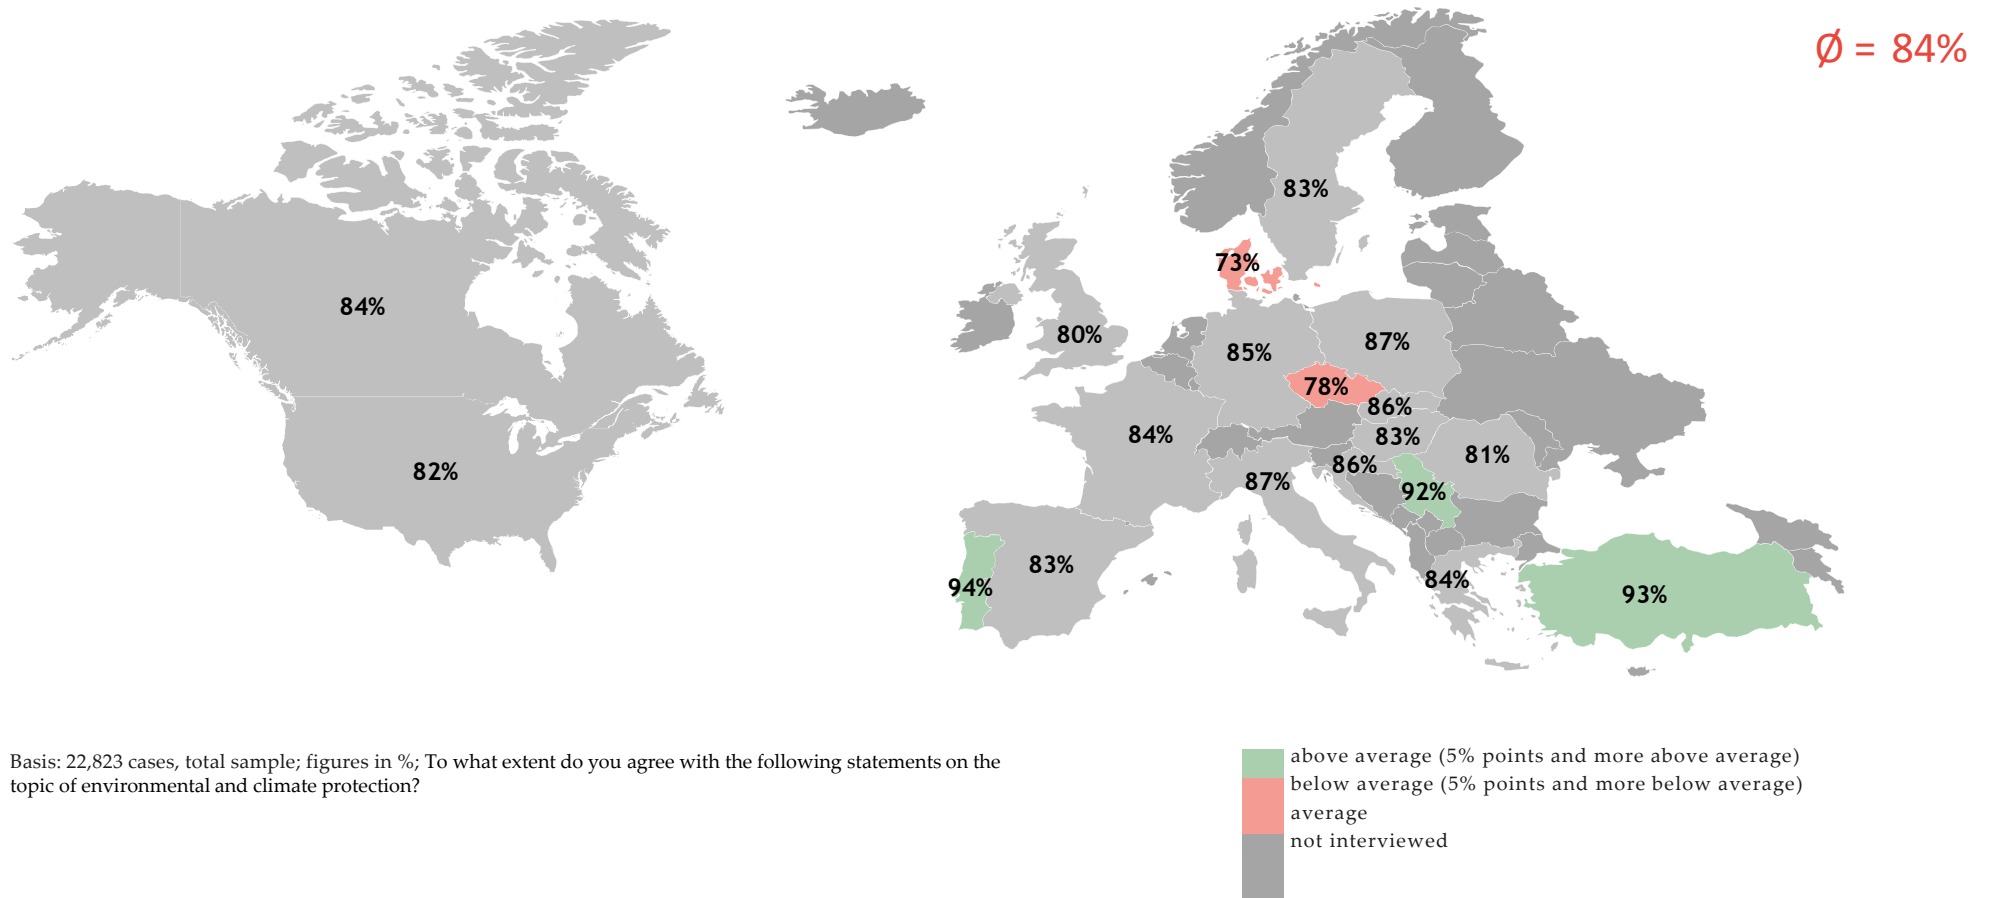 Ø = 84%
83%
73%
84%
80%
87%
85%
78%
86%
84%
83%
81%
86%
82%
87%
92%
83%
84%
94%
93%
Basis: 22,823 cases, total sample; figures in %; To what extent do you agree with the following statements on the
topic of environmental and climate protection?
above average (5% points and more above average)
below average (5% points and more below average)
average
not interviewed